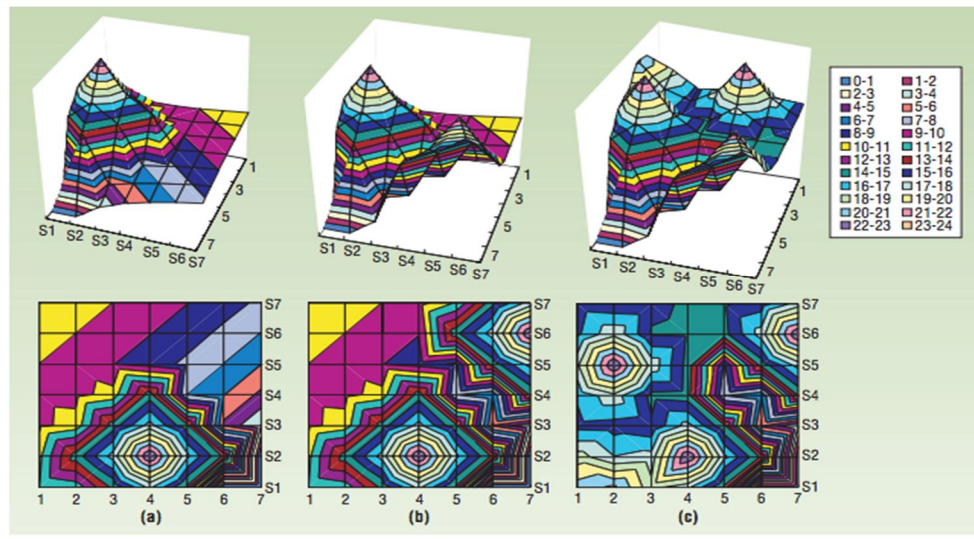 S1 S2 S3 S4 S5 S6 S7
1
3
5
7
S1 S2 S3 S4 S5 S6 S7
1
3
5
7
S1 S2 S3 S4 S5 S6 S7
1
3
5
7
0-1 1-2
2-3 3-4
4-5 5-6
6-7 7-8
8-9 9-10
10-11 11-12
12-13 13-14
14-15 15-16
16-17 17-18
18-19 19-20
20-21 21-22
22-23 23-24
S7
S6
S5
S4
S3
S2
S1
1 2 3 4 5 6 7
(a)
S7
S6
S5
S4
S3
S2
S1
1 2 3 4 5 6 7
(b)
S7
S6
S5
S4
S3
S2
S1
1 2 3 4 5 6 7
(c)